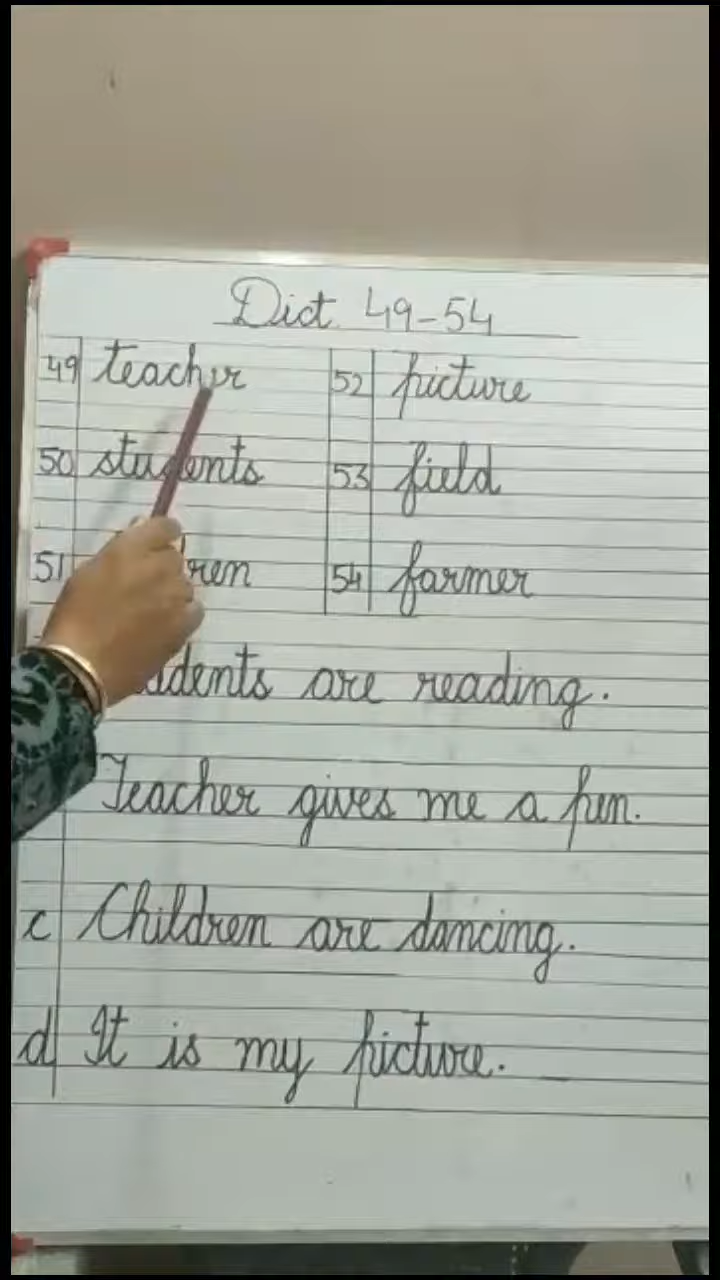 Dict. 49-54
49 teacher 52 picture
50 students 53 field
51 54 farmer
are reading.
Teacher gives me a pen.
c Children are dancing.
d It is my picture.